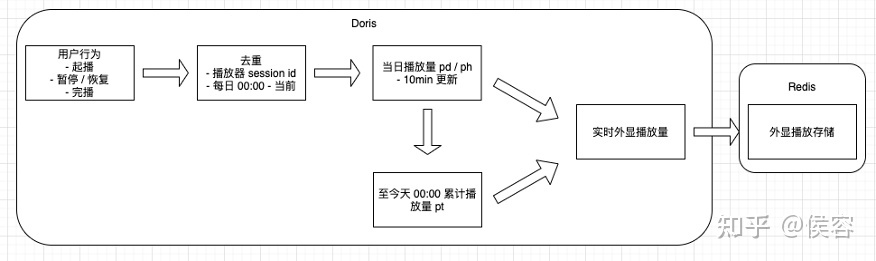 Doris
用户行为
- 起播
- 暂停 / 恢复
- 完播
去重
- 播放器 session id
- 每日 00:00 - 当前
当日播放量 pd / ph
- 10min 更新
至今天 00:00 累计播
放量 pt
实时外显播放量
Redis
外显播放存储
知乎 @侯容